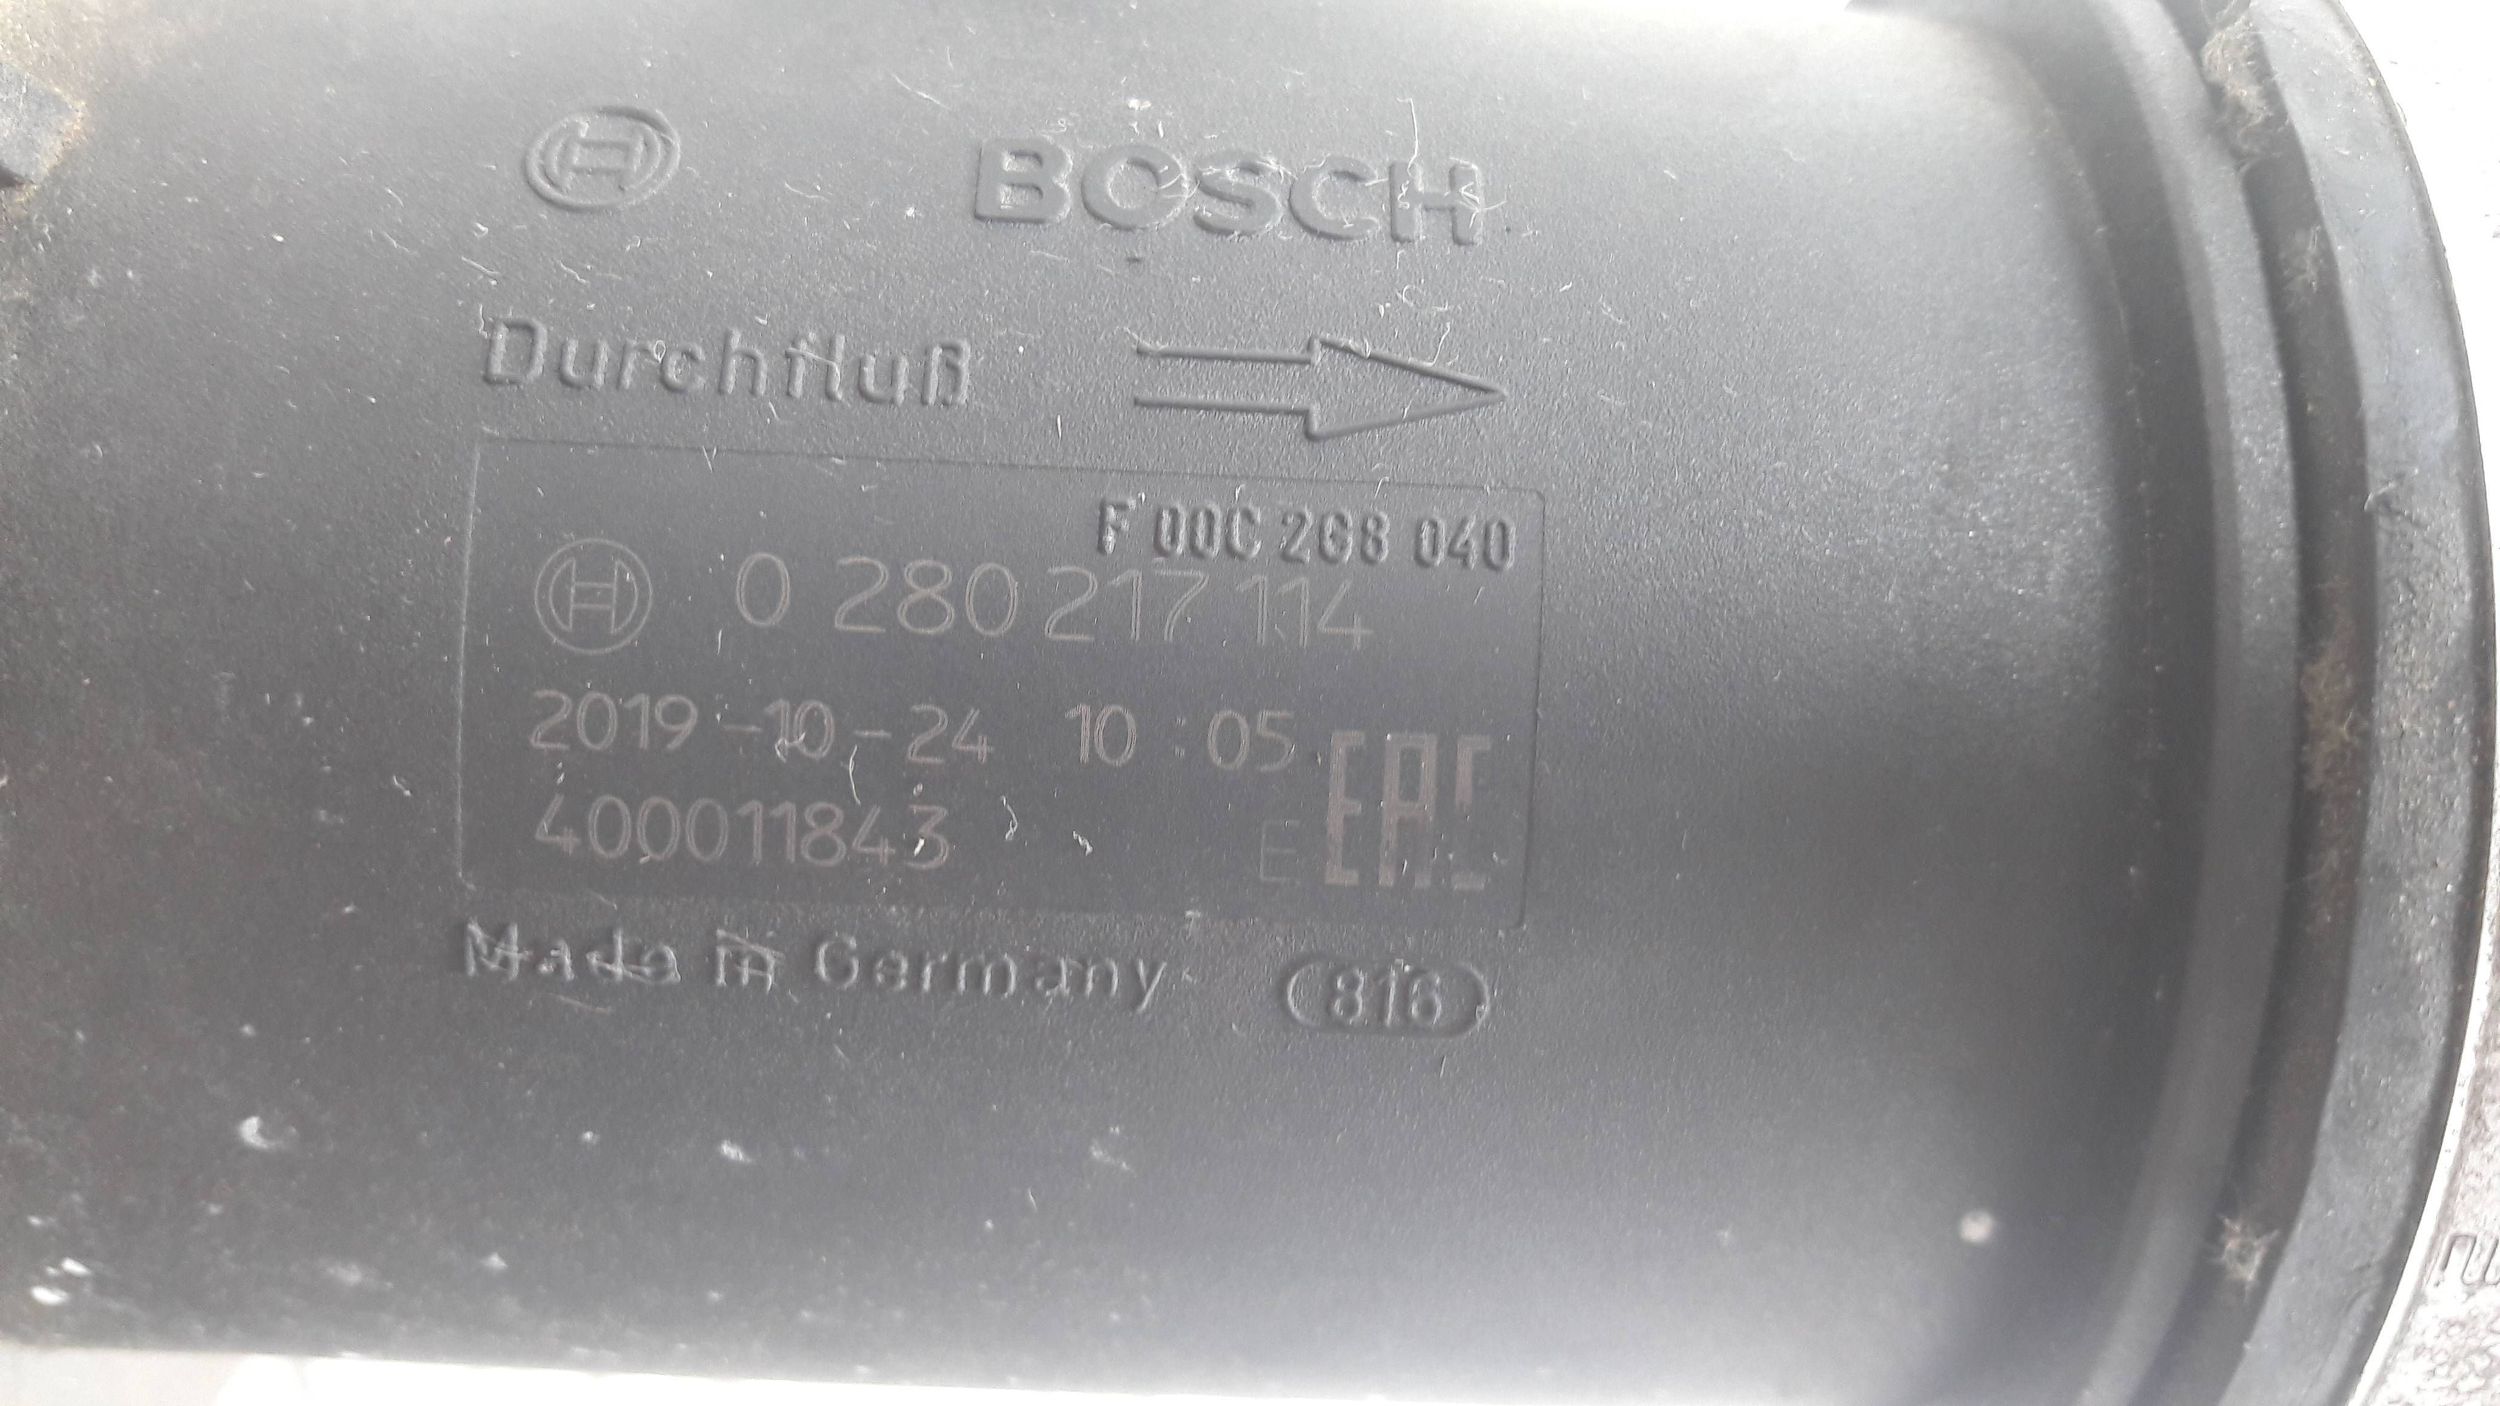 BOSCH
Durchfluß
F 00C 2G8 040
0 280 217 114
2019-10-24 10:05
400011843
E EAC
Made in Germany 816